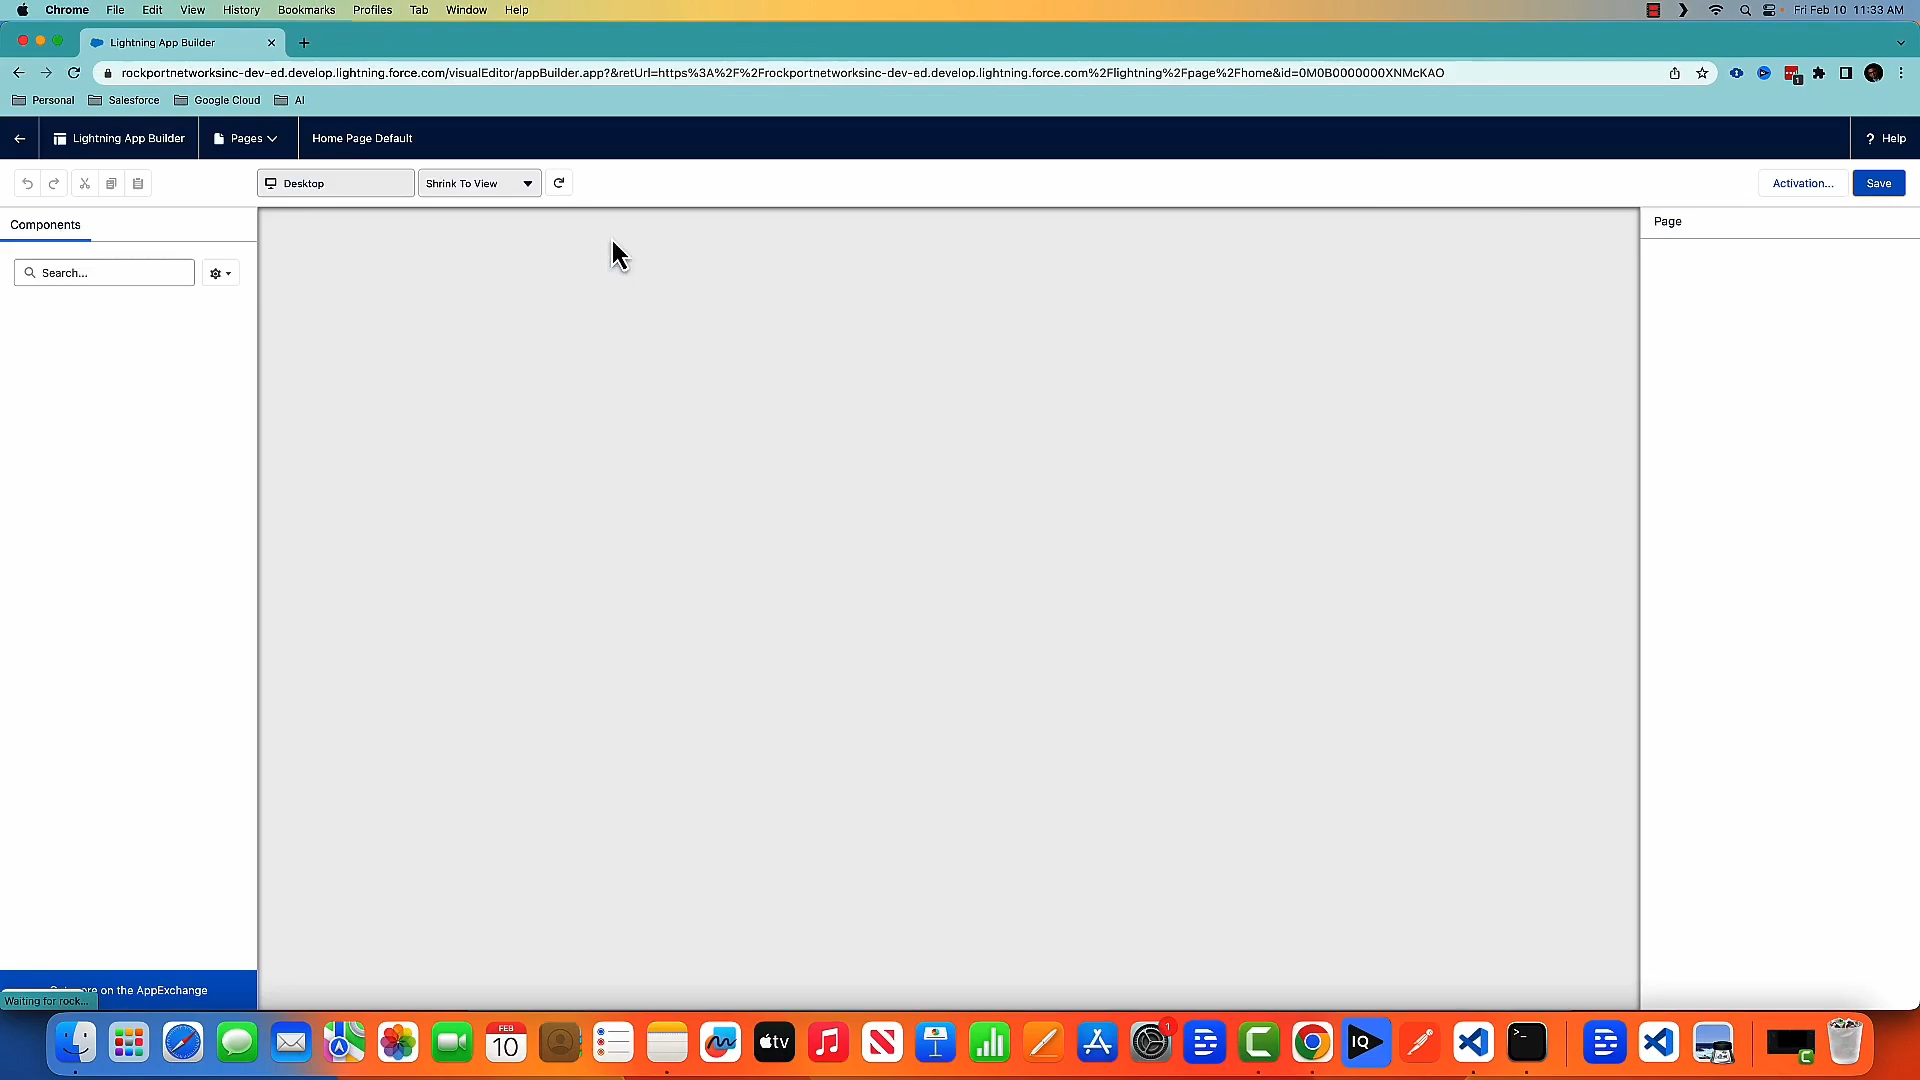 Chrome File Edit View History Bookmarks Profiles Tab Window Help Fri Feb 10 11:33 AM
Lightning App Builder
rockportnetworksinc-dev-ed.develop.lightning.force.com/visualEditor/appBuilder.app?&retUrl=https%3A%2F%2Frockportnetworksinc-dev-ed.develop.lightning.force.com%2Flightning%2Fpage%2Fhome&id=0M0B0000000XNMcKAO
1
Personal Salesforce Google Cloud AI
Lightning App Builder Pages Home Page Default ? Help
Desktop Shrink To View Activation... Save
Components
Page
Search...
on the AppExchange
Waiting for rock...
FEB
10
tv
1
IQ